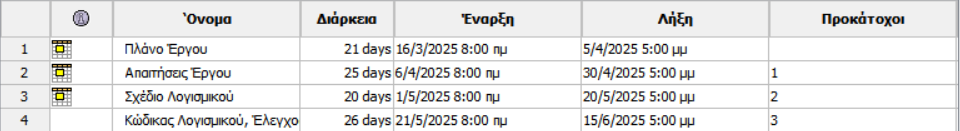 Όνομα Διάρκεια Έναρξη Λήξη Προκάτοχοι
1 Πλάνο Έργου 21 days 16/3/2025 8:00 πμ 5/4/2025 5:00 μμ
2 Απαιτήσεις Έργου 25 days 6/4/2025 8:00 πμ 30/4/2025 5:00 μμ 1
3 Σχέδιο Λογισμικού 20 days 1/5/2025 8:00 πμ 20/5/2025 5:00 μμ 2
4 Κώδικας Λογισμικού, Έλεγχο 26 days 21/5/2025 8:00 πμ 15/6/2025 5:00 μμ 3